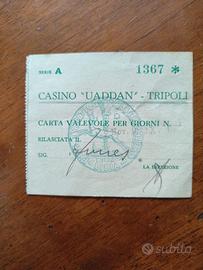 SERIE A 1367 *
CASINO "UADDAN" - TRIPOLI
CARTA VALEVOLE PER GIORNI N.
RILASCIATA IL
SIG.
LA DIREZIONE
subito